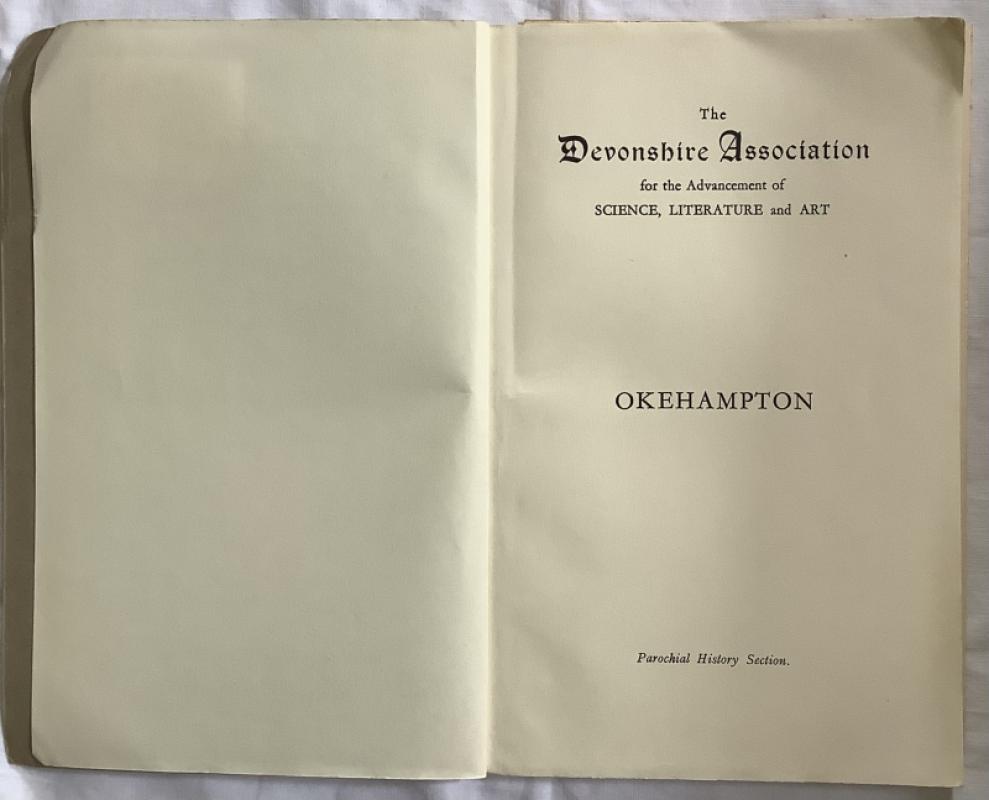 The
Devonshire Association
for the Advancement of
SCIENCE, LITERATURE and ART
OKEHAMPTON
Parochial History Section.